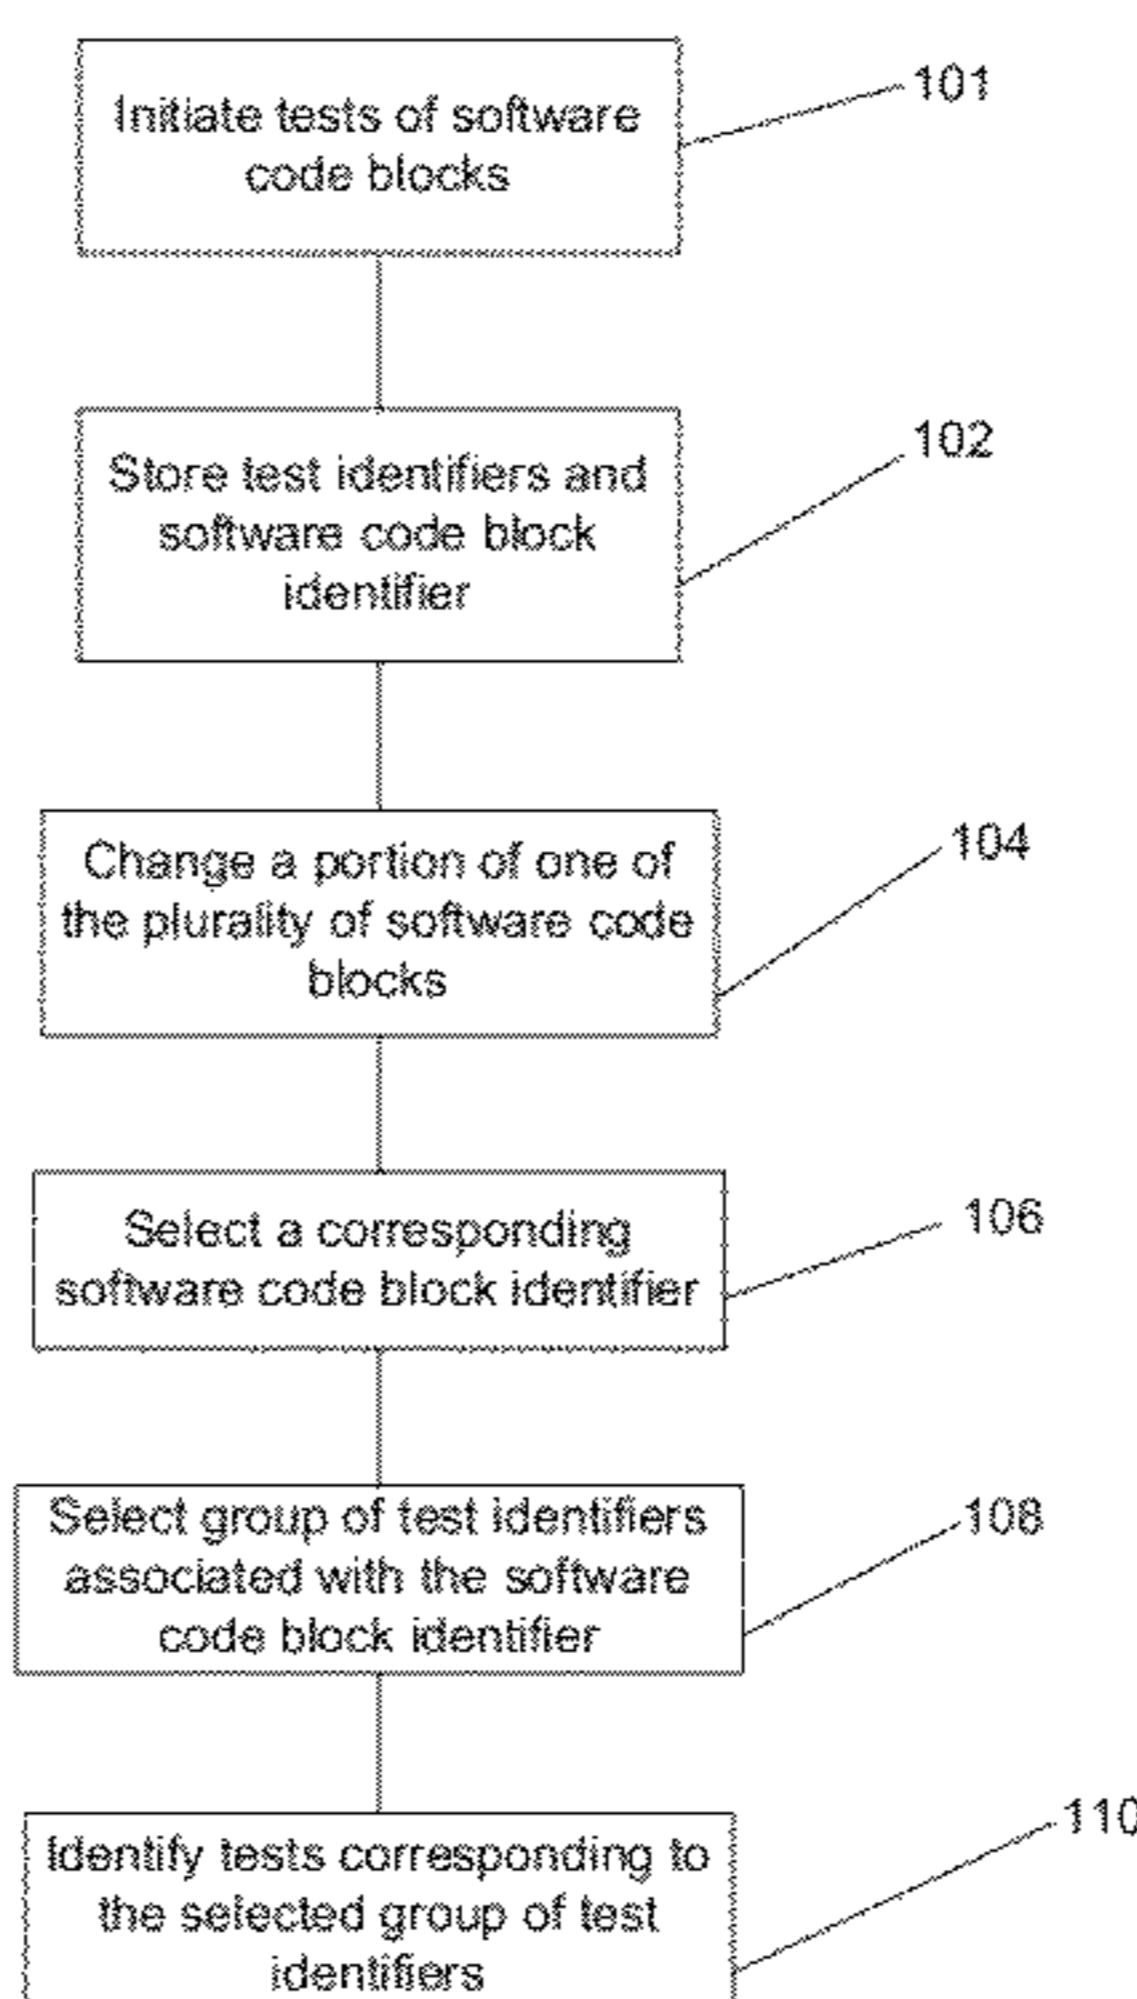 Initiate tests of software
code blocks
101
Store test identifiers and
software code block
identifier
102
Change a portion of one of
the plurality of software code
blocks
104
Select a corresponding
software code block identifier
106
Select group of test identifiers
associated with the software
code block identifier
108
Identify tests corresponding to
the selected group of test
identifiers
110